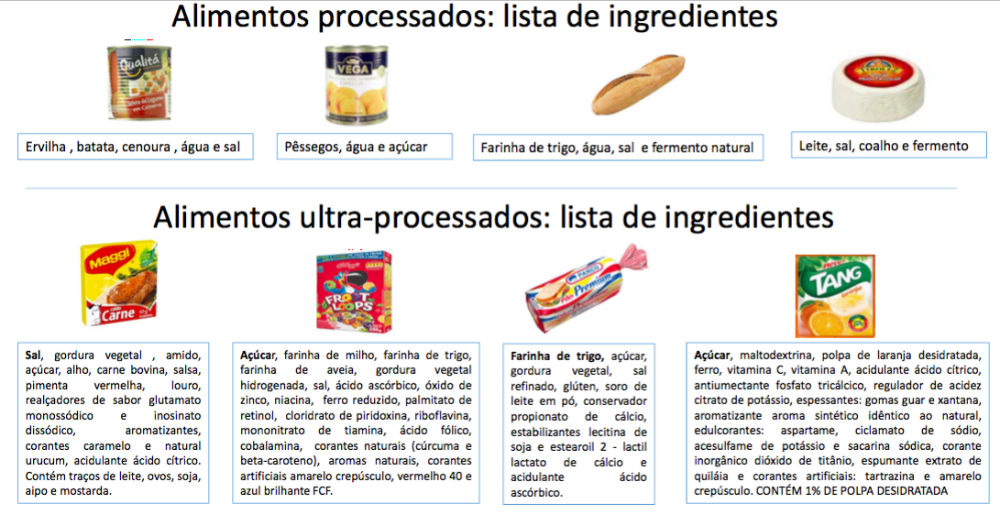 Alimentos processados: lista de ingredientes
Qualitá
em Conserva
VEGA
Ervilha , batata, cenoura , água e sal
Pêssegos, água e açúcar
Farinha de trigo, água, sal e fermento natural
Leite, sal, coalho e fermento
Alimentos ultra-processados: lista de ingredientes
Maggi
Carne
FROOT
LOOPS
PANCO
Premium
TANG
laranja
Sal, gordura vegetal , amido,
açúcar, alho, carne bovina, salsa,
pimenta vermelha, louro,
realçadores de sabor glutamato
monossódico e inosinato
dissódico, aromatizantes,
corantes caramelo e natural
urucum, acidulante ácido cítrico.
Contém traços de leite, ovos, soja,
aipo e mostarda.
Açúcar, farinha de milho, farinha de trigo,
farinha de aveia, gordura vegetal
hidrogenada, sal, ácido ascórbico, óxido de
zinco, niacina, ferro reduzido, palmitato de
retinol, cloridrato de piridoxina, riboflavina,
mononitrato de tiamina, ácido fólico,
cobalamina, corantes naturais (cúrcuma e
beta-caroteno), aromas naturais, corantes
artificiais amarelo crepúsculo, vermelho 40 e
azul brilhante FCF.
Farinha de trigo, açúcar,
gordura vegetal, sal
refinado, glúten, soro de
leite em pó, conservador
propionato de cálcio,
estabilizantes lecitina de
soja e estearoil 2 - lactil
lactato de cálcio e
acidulante ácido
ascórbico.
Açúcar, maltodextrina, polpa de laranja desidratada,
ferro, vitamina C, vitamina A, acidulante ácido cítrico,
antiumectante fosfato tricálcico, regulador de acidez
citrato de potássio, espessantes: gomas guar e xantana,
aromatizante aroma sintético idêntico ao natural,
edulcorantes: aspartame, ciclamato de sódio,
acesulfame de potássio e sacarina sódica, corante
inorgânico dióxido de titânio, espumante extrato de
quiláia e corantes artificiais: tartrazina e amarelo
crepúsculo. CONTÉM 1% DE POLPA DESIDRATADA